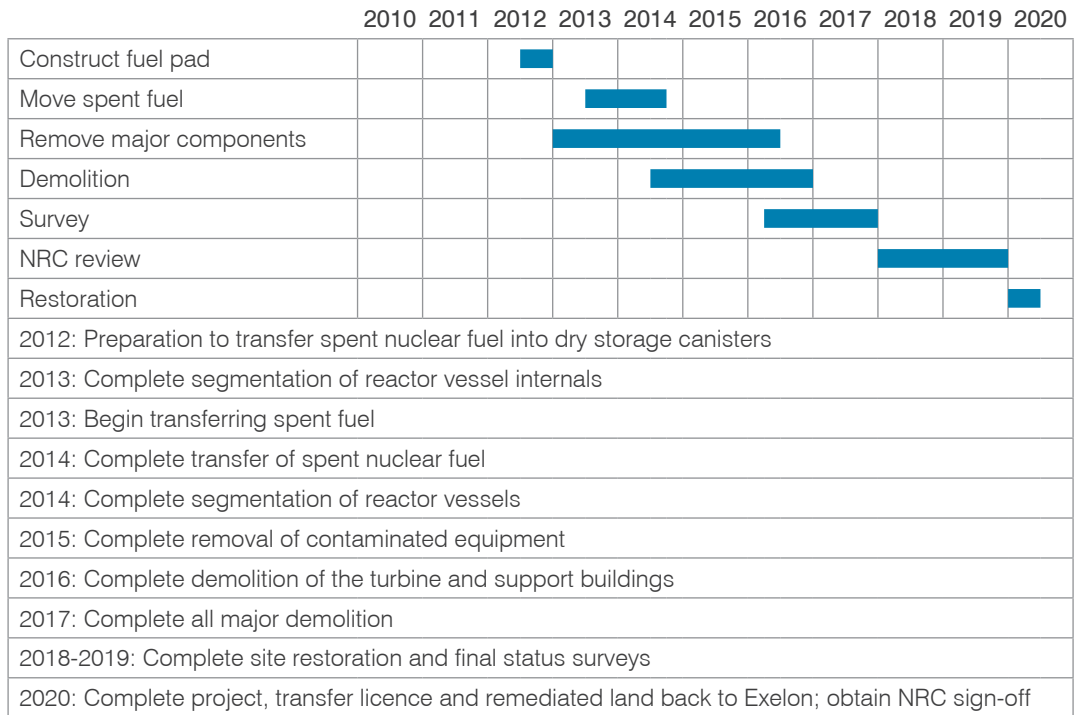 2010 2011 2012 2013 2014 2015 2016 2017 2018 2019 2020
Construct fuel pad
Move spent fuel
Remove major components
Demolition
Survey
NRC review
Restoration
2012: Preparation to transfer spent nuclear fuel into dry storage canisters
2013: Complete segmentation of reactor vessel internals
2013: Begin transferring spent fuel
2014: Complete transfer of spent nuclear fuel
2014: Complete segmentation of reactor vessels
2015: Complete removal of contaminated equipment
2016: Complete demolition of the turbine and support buildings
2017: Complete all major demolition
2018-2019: Complete site restoration and final status surveys
2020: Complete project, transfer licence and remediated land back to Exelon; obtain NRC sign-off